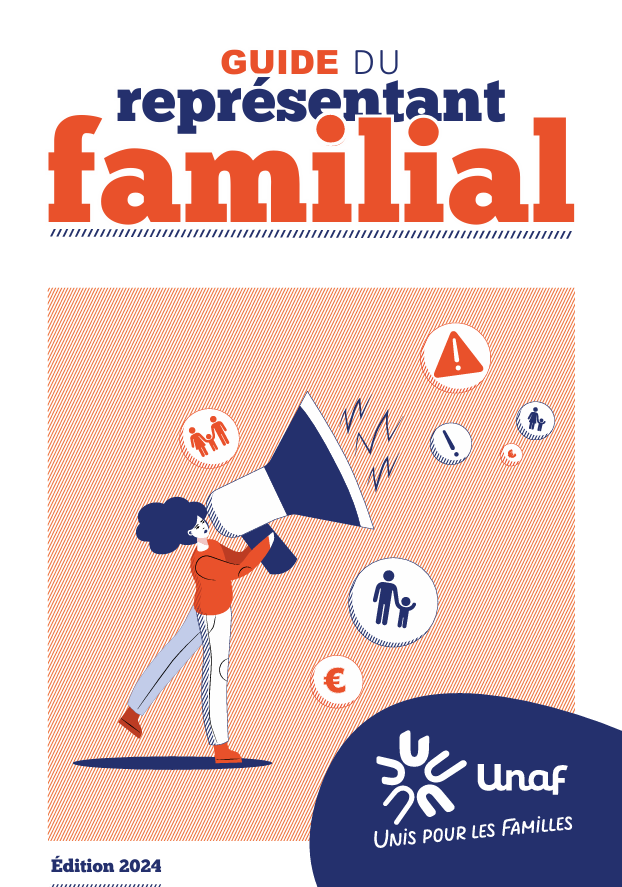 GUIDE DU
représentant
familial
!
!
€
Unaf
UNIS POUR LES FAMILLES
Édition 2024